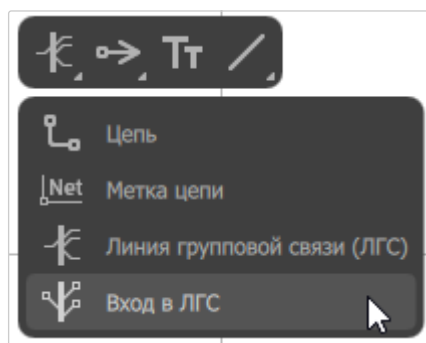 Tт
Цепь
Net Метка цепи
Линия групповой связи (ЛГС)
Вход в ЛГС